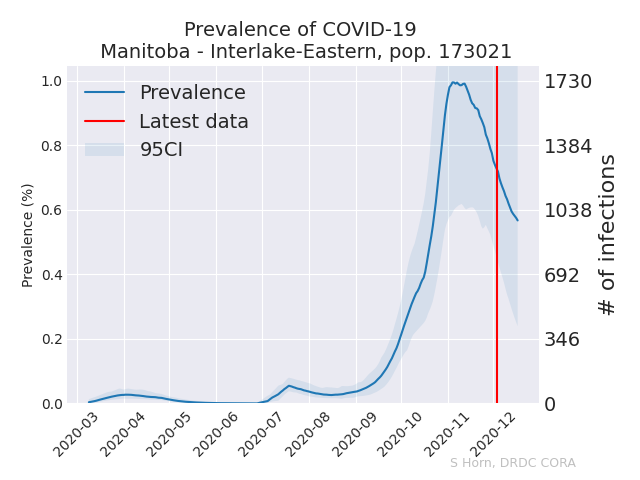 Prevalence of COVID-19
Manitoba - Interlake-Eastern, pop. 173021
Prevalence
Latest data
95CI
1.0
0.8
0.6
0.4
0.2
0.0
Prevalence (%)
1730
1384
1038
692
346
0
# of infections
2020-03
2020-04
2020-05
2020-06
2020-07
2020-08
2020-09
2020-10
2020-11
2020-12
S Horn, DRDC CORA